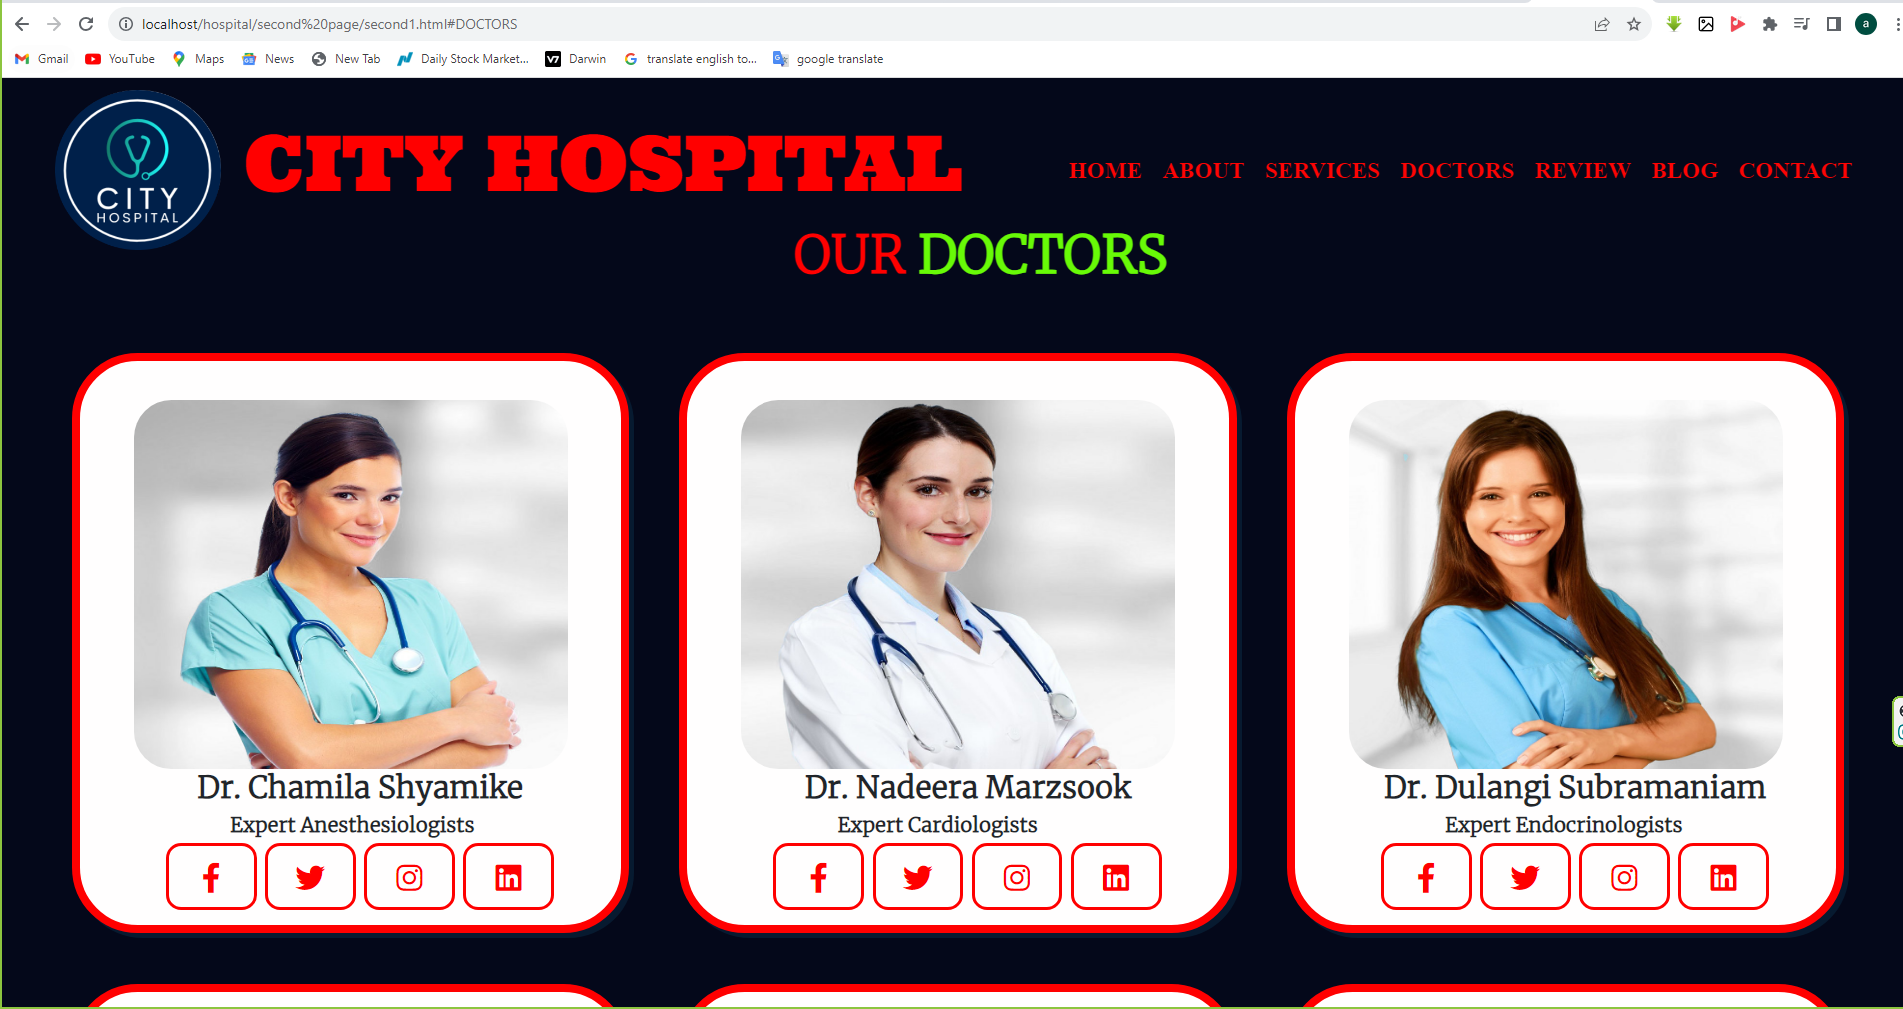 localhost/hospital/second%20page/second1.html#DOCTORS
a
Gmail YouTube Maps News New Tab Daily Stock Market... V7 Darwin translate english to... google translate
CITY
HOSPITAL
CITY HOSPITAL
HOME ABOUT SERVICES DOCTORS REVIEW BLOG CONTACT
OUR DOCTORS
Dr. Chamila Shyamike
Expert Anesthesiologists
Dr. Nadeera Marzsook
Expert Cardiologists
Dr. Dulangi Subramaniam
Expert Endocrinologists